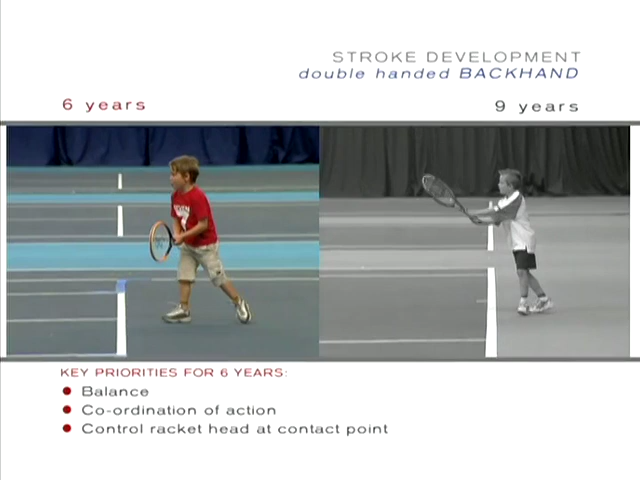 STROKE DEVELOPMENT
double handed BACKHAND
6 years
9 years
KEY PRIORITIES FOR 6 YEARS:
Balance
Co-ordination of action
Control racket head at contact point